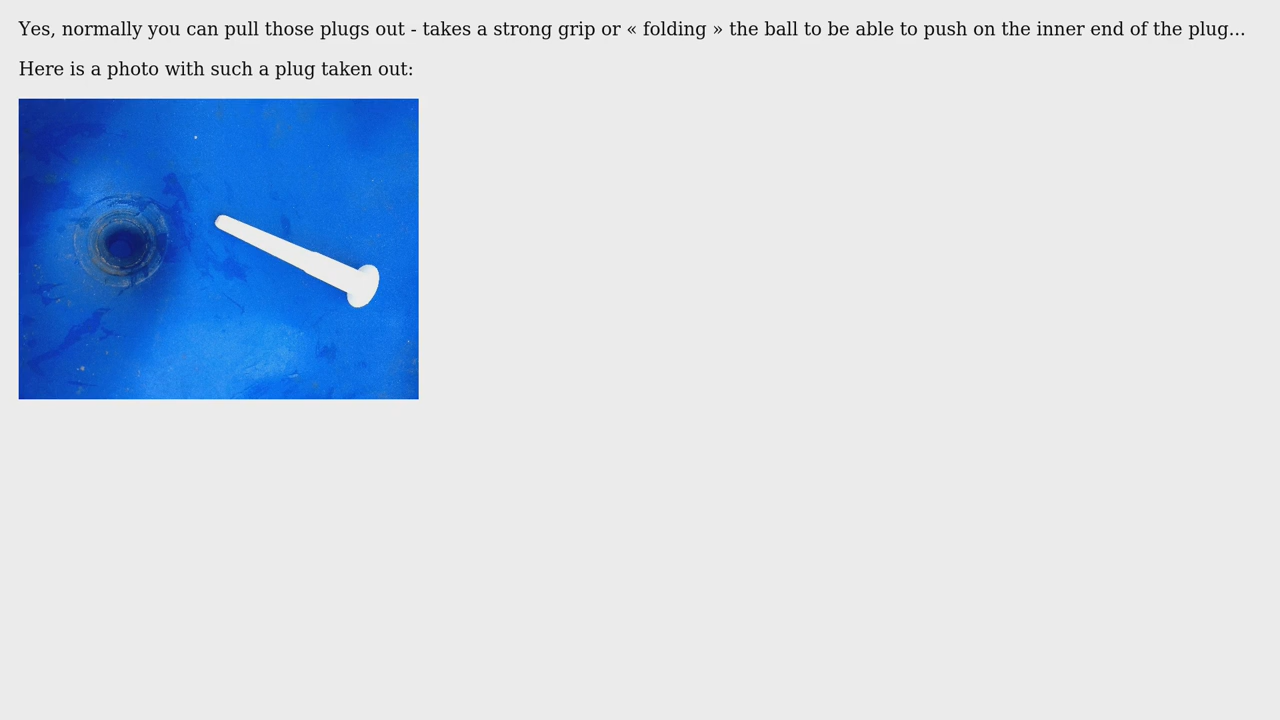 Yes, normally you can pull those plugs out - takes a strong grip or « folding » the ball to be able to push on the inner end of the plug...
Here is a photo with such a plug taken out: